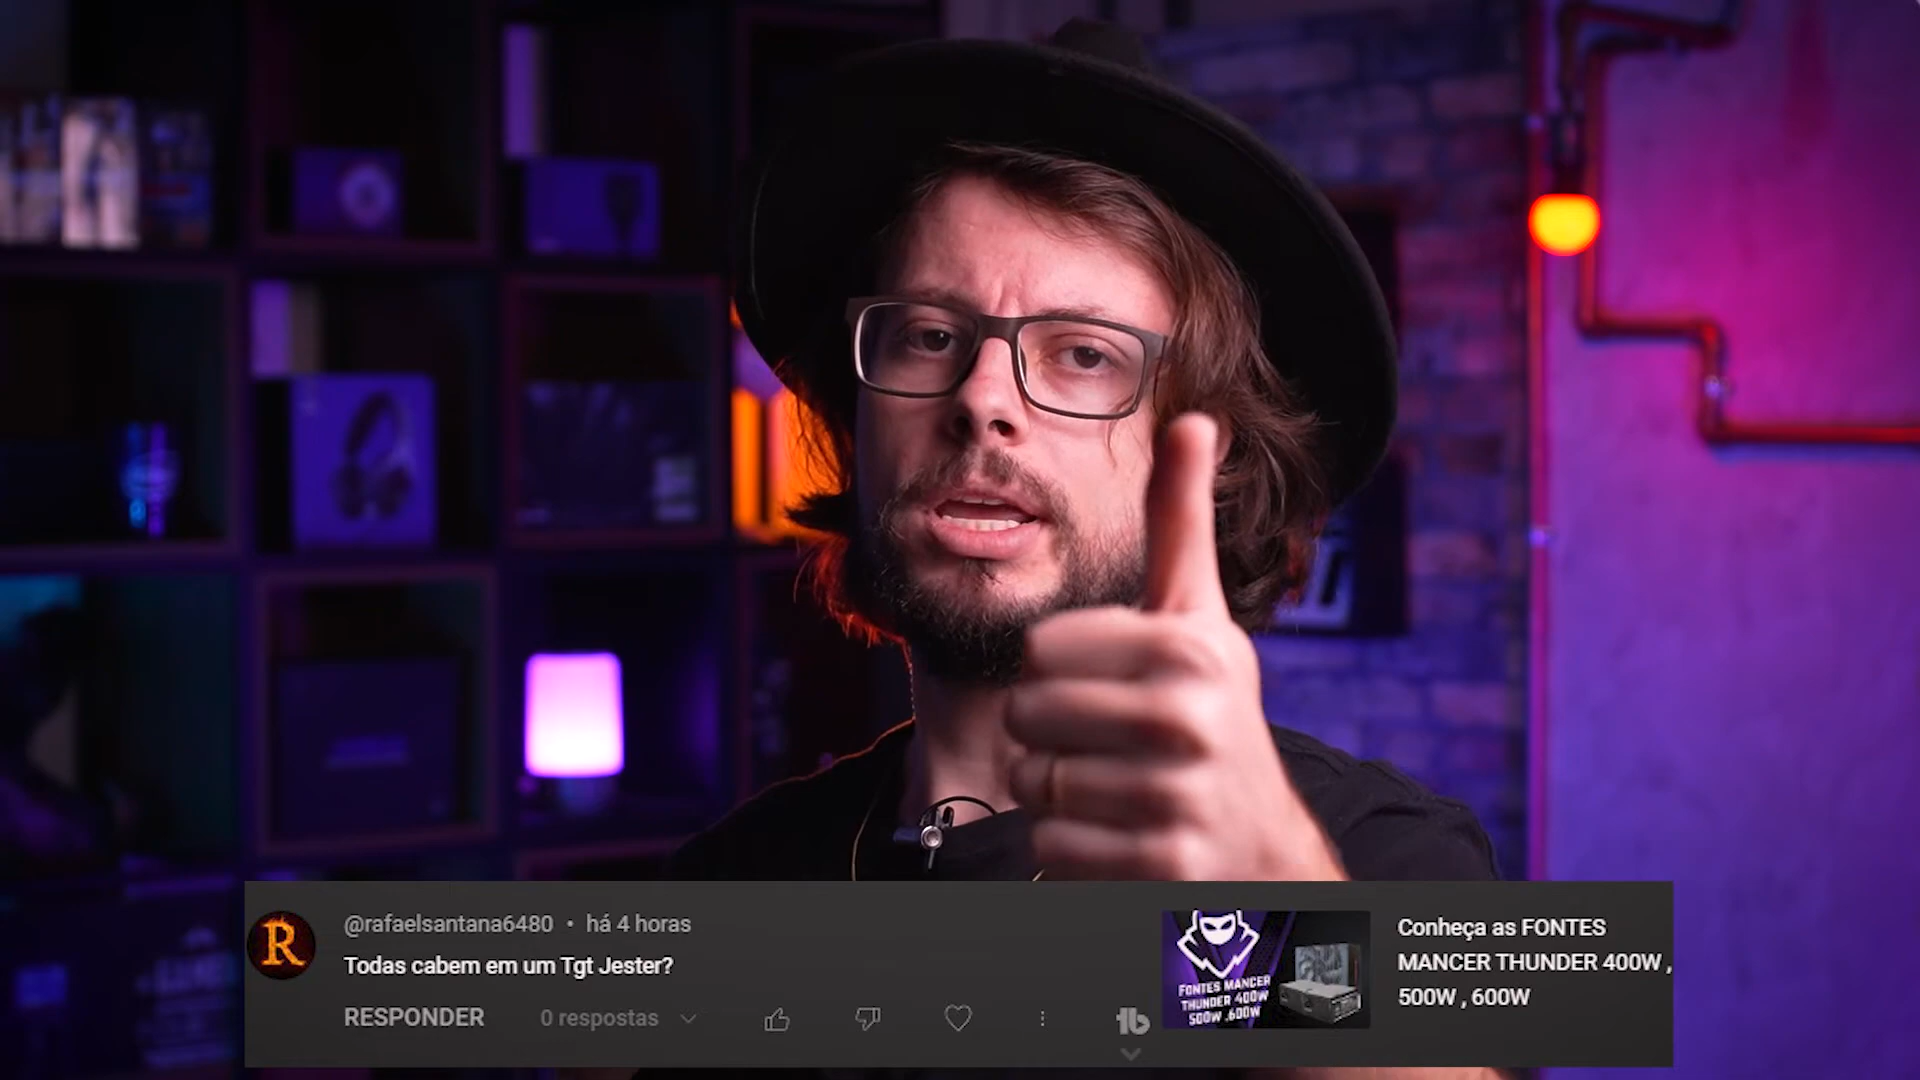 @rafaelsantana6480 • há 4 horas
Todas cabem em um Tgt Jester?
RESPONDER 0 respostas
FONTES MANCER
THUNDER 400W
500W ,600W
Conheça as FONTES
MANCER THUNDER 400W ,
500W , 600W